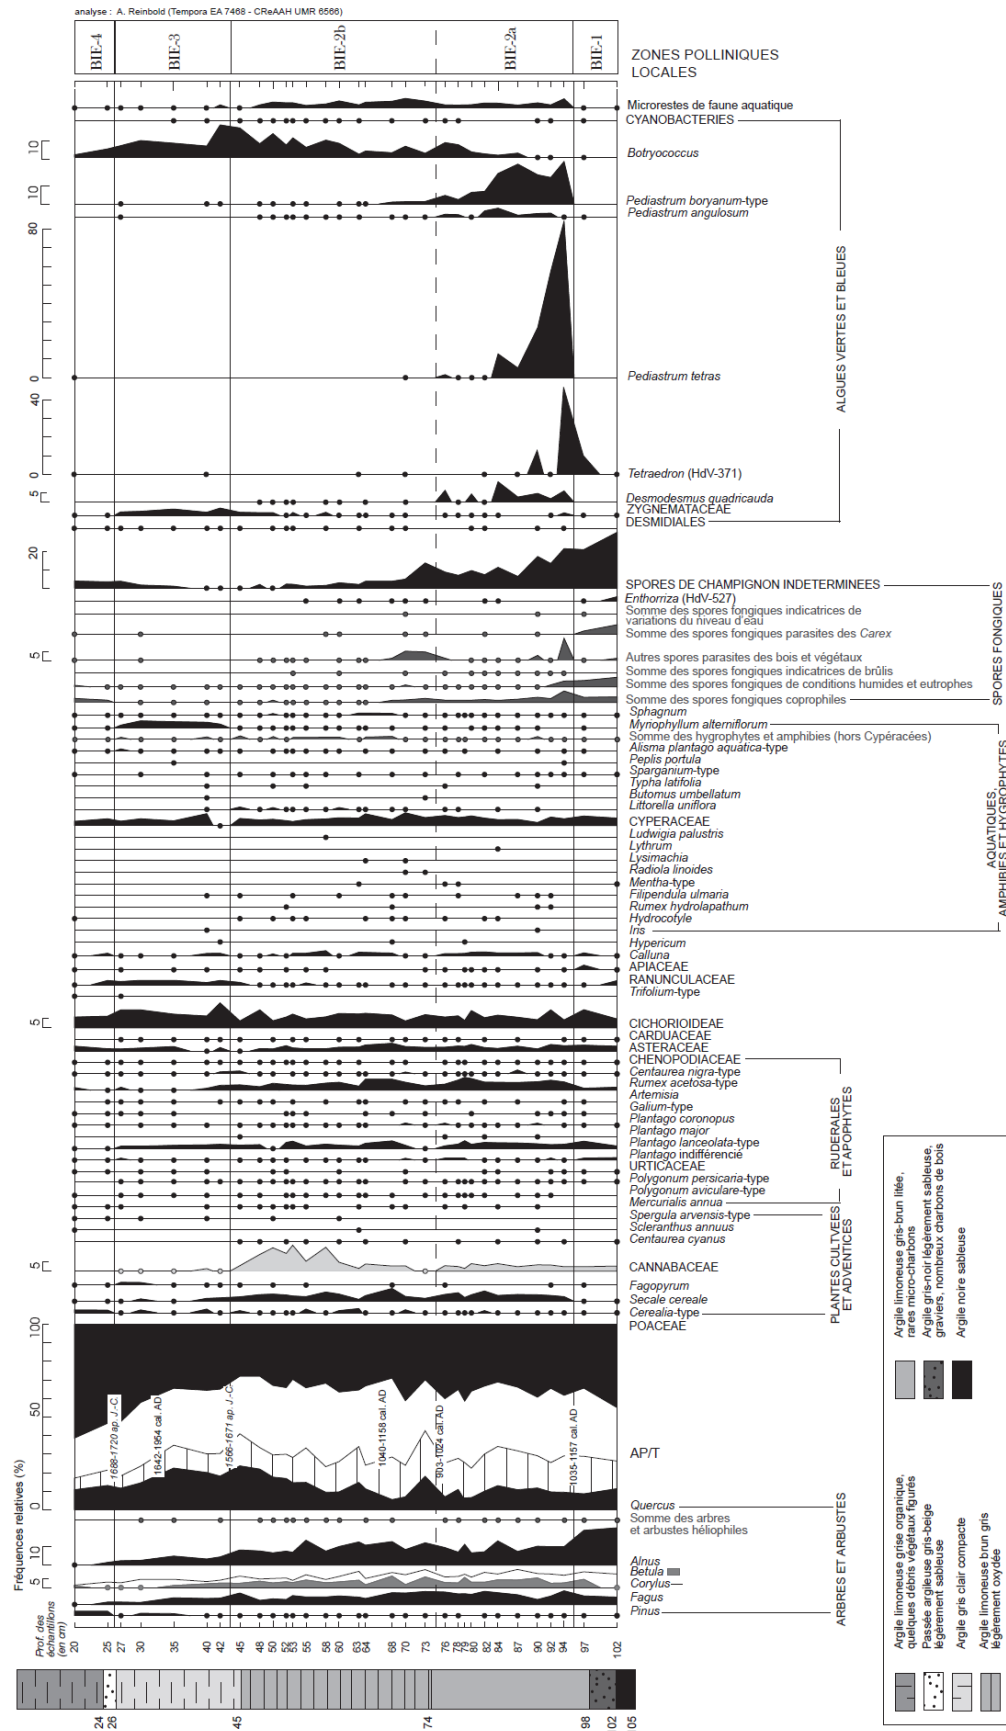 analyse : A. Reinbold (Tempora EA 7468 - CReAAH UMR 6566)
BIE-4
BIE-3
BIE-2b
BIE-2a
BIE-1
ZONES POLLINIQUES
LOCALES
Microrestes de faune aquatique
CYANOBACTERIES
10
Botryococcus
10
Pediastrum boryanum-type
Pediastrum angulosum
80
0
Pediastrum tetras
40
0
Tetraedron (HdV-371)
5
Desmodesmus quadricauda
ZYGNEMATACEAE
DESMIDIALES
ALGUES VERTES ET BLEUES
20
SPORES DE CHAMPIGNON INDETERMINEES
Enthorriza (HdV-527)
Somme des spores fongiques indicatrices de
variations du niveau d'eau
Somme des spores fongiques parasites des Carex
5
Autres spores parasites des bois et végétaux
Somme des spores fongiques indicatrices de brûlis
Somme des spores fongiques de conditions humides et eutrophes
Somme des spores fongiques coprophiles
SPORES FONGIQUES
Sphagnum
Myriophyllum alterniflorum
Somme des hygrophytes et amphibies (hors Cypéracées)
Alisma plantago aquatica-type
Peplis portula
Sparganium-type
Typha latifolia
Butomus umbellatum
Littorella uniflora
CYPERACEAE
Ludwigia palustris
Lythrum
Lysimachia
Radiola linoides
Mentha-type
Filipendula ulmaria
Rumex hydrolapathum
Hydrocotyle
Iris
AQUATIQUES,
AMPHIBIES ET HYGROPHYTES
Hypericum
Calluna
APIACEAE
RANUNCULACEAE
Trifolium-type
5
CICHORIOIDEAE
CARDUACEAE
ASTERACEAE
CHENOPODIACEAE
Centaurea nigra-type
Rumex acetosa-type
Artemisia
Galium-type
Plantago coronopus
Plantago major
Plantago lanceolata-type
Plantago indifférencié
URTICACEAE
Polygonum persicaria-type
Polygonum aviculare-type
Mercurialis annua
RUDERALES
ET APOPHYTES
Spergula arvensis-type
Scleranthus annuus
Centaurea cyanus
5
CANNABACEAE
Fagopyrum
Secale cereale
Cerealia-type
PLANTES CULTVEES
ET ADVENTICES
100
POACEAE
50
0
1688-1720 ap. J.-C.
1642-1954 cal. AD
1566-1671 ap. J.-C.
1040-1158 cal. AD
903-1024 cal. AD
1035-1157 cal. AD
AP/T
Fréquences relatives (%)
Quercus
Somme des arbres
et arbustes héliophiles
10
Alnus
Betula
5
Corylus
Fagus
Pinus
ARBRES ET ARBUSTES
Prof. des
échantillons
(en cm)
20 25 27 30 35 40 42 45 48 50 52 53 55 58 60 63 64 68 70 73 76 78 79 80 82 84 87 90 92 94 97 102
24 26 45 74 98 102 105
Argile limoneuse grise organique,
quelques débris végétaux figurés
Passée argileuse gris-beige
légèrement sableuse
Argile gris clair compacte
Argile limoneuse brun gris
légèrement oxydée
Argile limoneuse gris-brun litée,
rares micro-charbons
Argile gris-noir légèrement sableuse,
graviers, nombreux charbons de bois
Argile noire sableuse